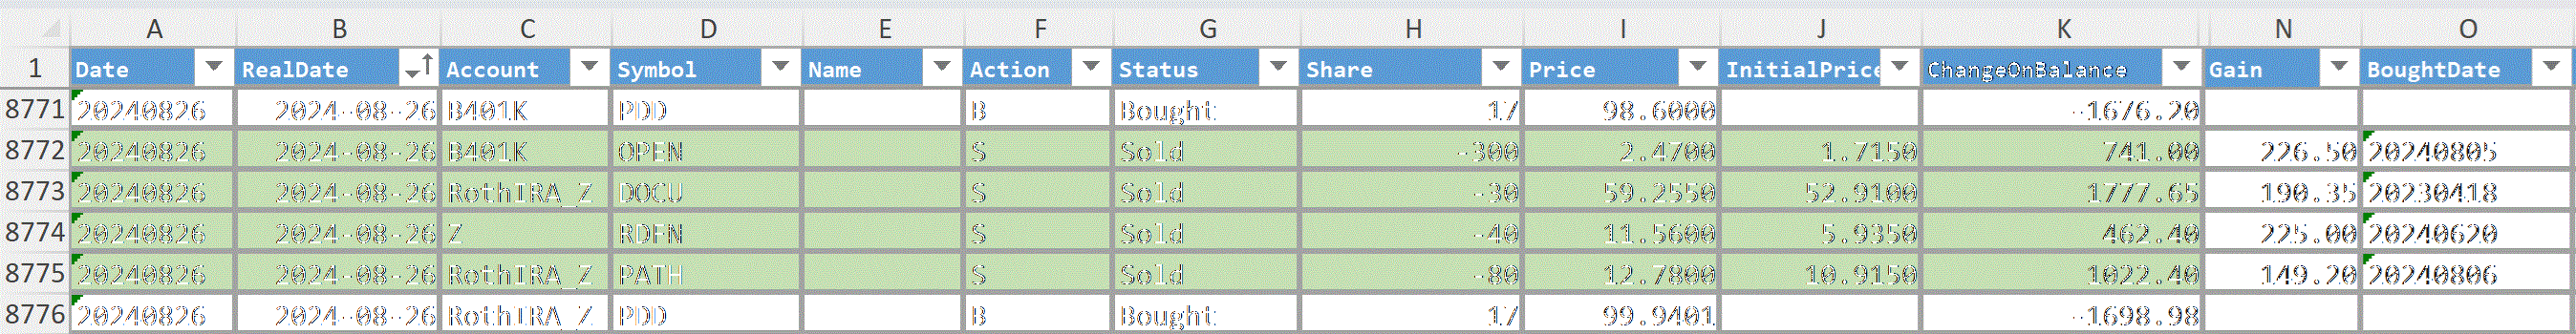 A B C D E F G H I J K N O
1 Date RealDate Account Symbol Name Action Status Share Price InitialPrice ChangeOnBalance Gain BoughtDate
8771 20240826 2024-08-26 B401K PDD B Bought 17 98.6000 -1676.20
8772 20240826 2024-08-26 B401K OPEN S Sold -300 2.4700 1.7150 741.00 226.50 20240805
8773 20240826 2024-08-26 RothIRA_Z DOCU S Sold -30 59.2550 52.9100 1777.65 190.35 20230418
8774 20240826 2024-08-26 Z RDFN S Sold -40 11.5600 5.9350 462.40 225.00 20240620
8775 20240826 2024-08-26 RothIRA_Z PATH S Sold -80 12.7800 10.9150 1022.40 149.20 20240806
8776 20240826 2024-08-26 RothIRA_Z PDD B Bought 17 99.9401 -1698.98